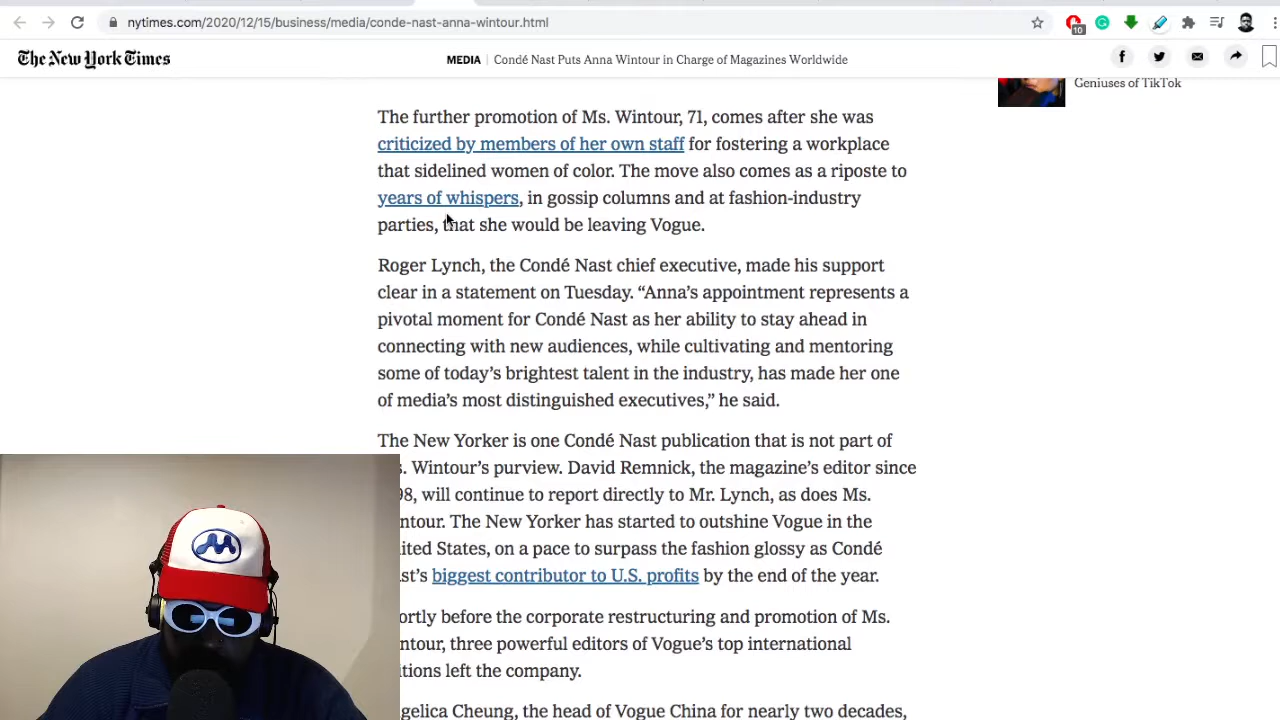 nytimes.com/2020/12/15/business/media/conde-nast-anna-wintour.html
10
The New York Times
MEDIA | Condé Nast Puts Anna Wintour in Charge of Magazines Worldwide
Geniuses of TikTok
The further promotion of Ms. Wintour, 71, comes after she was
criticized by members of her own staff for fostering a workplace
that sidelined women of color. The move also comes as a riposte to
years of whispers, in gossip columns and at fashion-industry
parties, that she would be leaving Vogue.
Roger Lynch, the Condé Nast chief executive, made his support
clear in a statement on Tuesday. “Anna’s appointment represents a
pivotal moment for Condé Nast as her ability to stay ahead in
connecting with new audiences, while cultivating and mentoring
some of today’s brightest talent in the industry, has made her one
of media’s most distinguished executives,” he said.
The New Yorker is one Condé Nast publication that is not part of
s. Wintour’s purview. David Remnick, the magazine’s editor since
98, will continue to report directly to Mr. Lynch, as does Ms.
ntour. The New Yorker has started to outshine Vogue in the
ited States, on a pace to surpass the fashion glossy as Condé
st’s biggest contributor to U.S. profits by the end of the year.
ortly before the corporate restructuring and promotion of Ms.
ntour, three powerful editors of Vogue’s top international
itions left the company.
gelica Cheung, the head of Vogue China for nearly two decades,
M